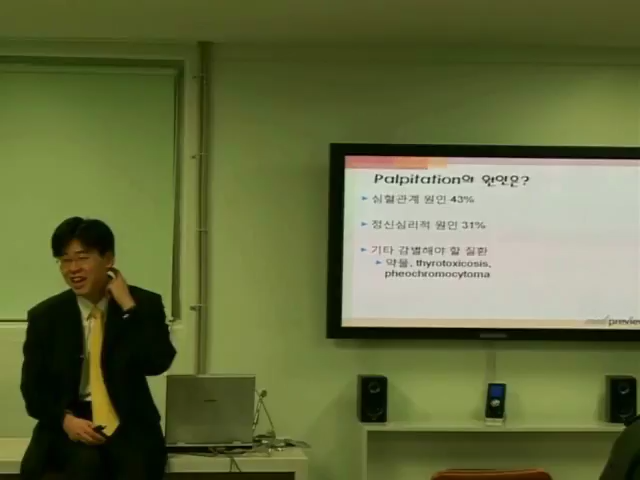 Palpitation의 원인은?
심혈관계 원인 43%
정신심리적 원인 31%
기타 감별해야 할 질환
약물, thyrotoxicosis,
pheochromocytoma
preview